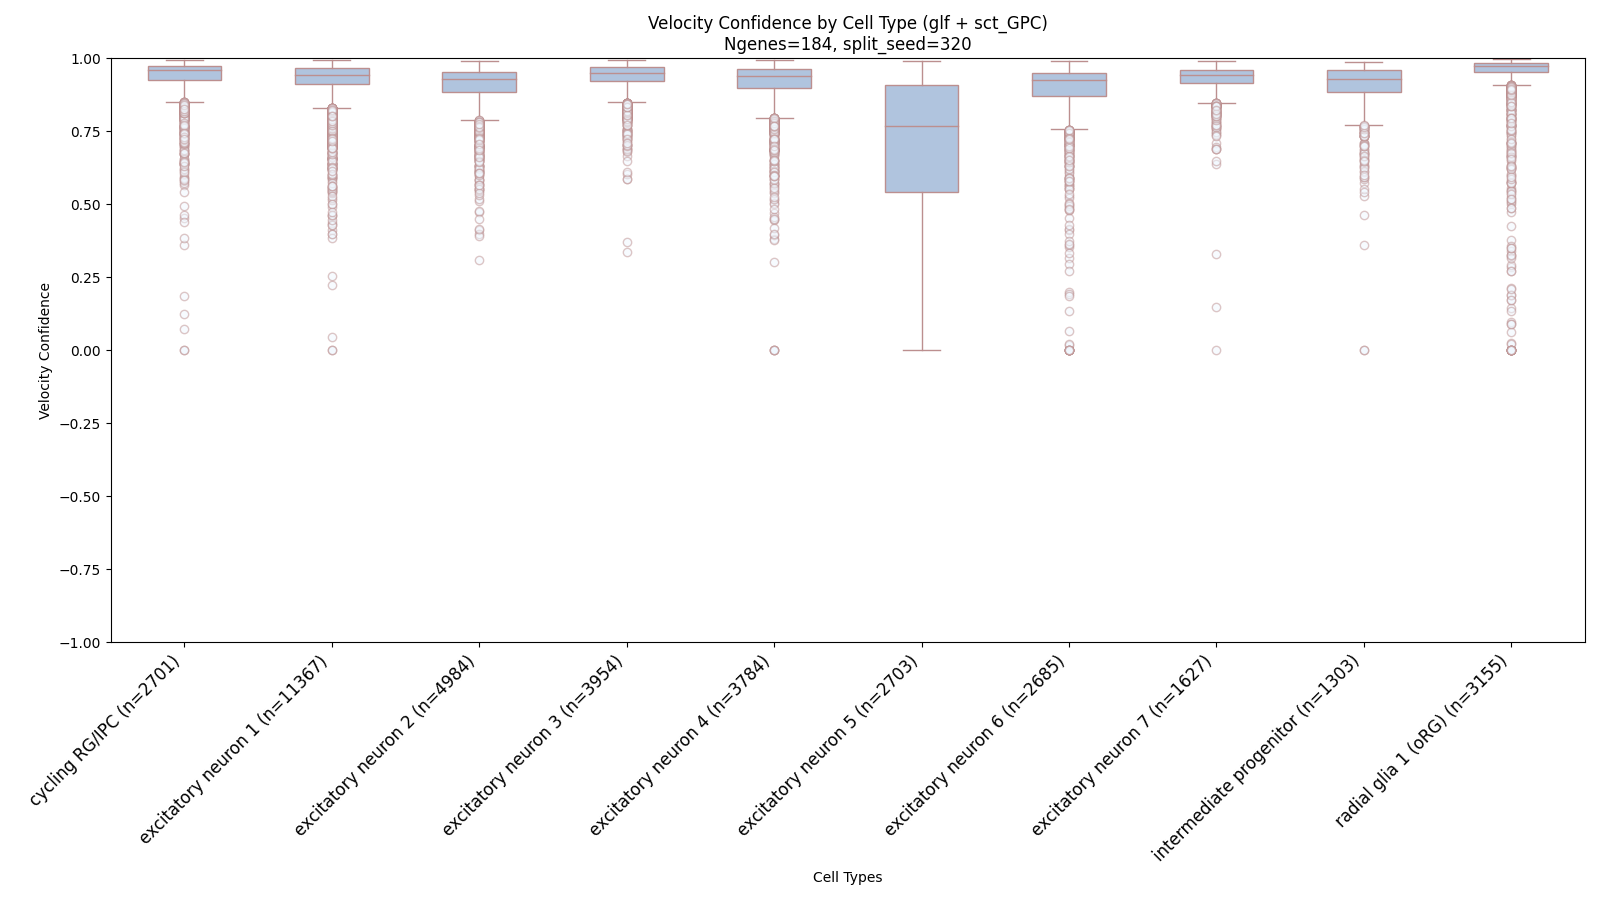 Velocity Confidence by Cell Type (glf + sct_GPC)
Ngenes=184, split_seed=320
1.00
0.75
0.50
0.25
0.00
−0.25
−0.50
−0.75
−1.00
Velocity Confidence
cycling RG/IPC (n=2701)
excitatory neuron 1 (n=11367)
excitatory neuron 2 (n=4984)
excitatory neuron 3 (n=3954)
excitatory neuron 4 (n=3784)
excitatory neuron 5 (n=2703)
excitatory neuron 6 (n=2685)
excitatory neuron 7 (n=1627)
intermediate progenitor (n=1303)
radial glia 1 (oRG) (n=3155)
Cell Types